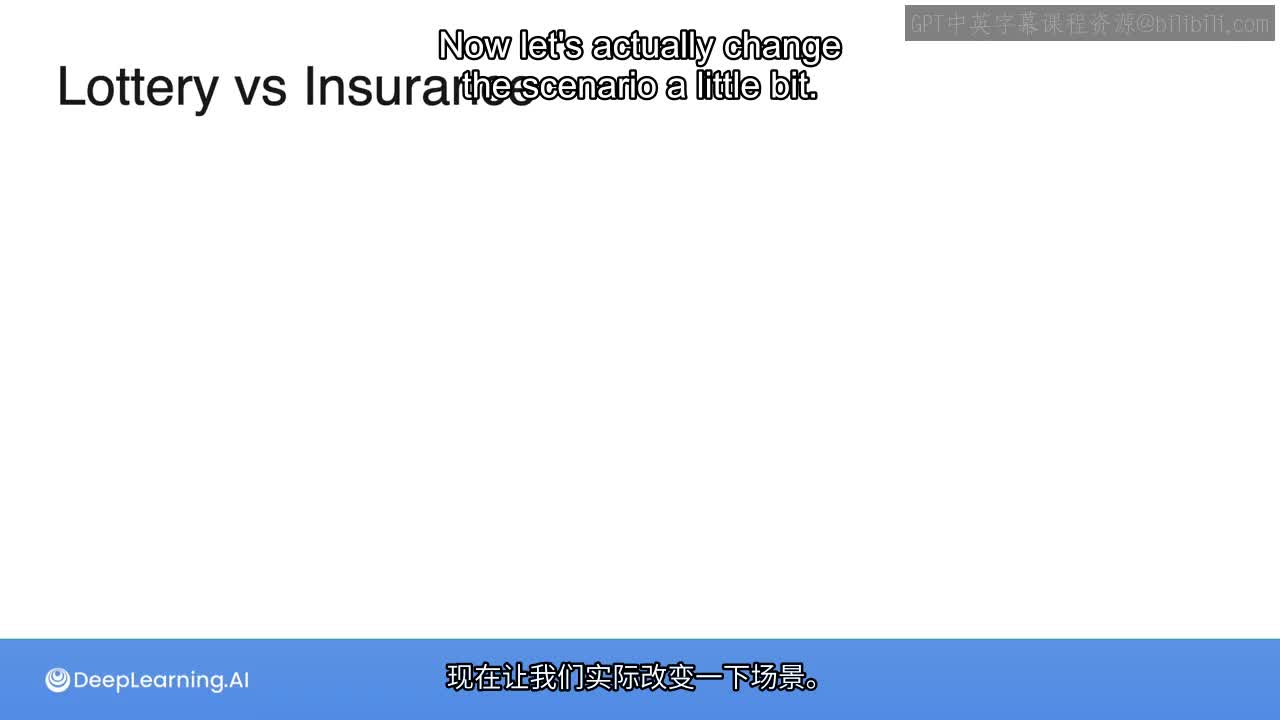 GPT中英字幕课程资源@bilibili.com
Now let's actually change
the scenario a little bit.
Lottery vs Insurance
DeepLearning.AI
现在让我们实际改变一下场景。